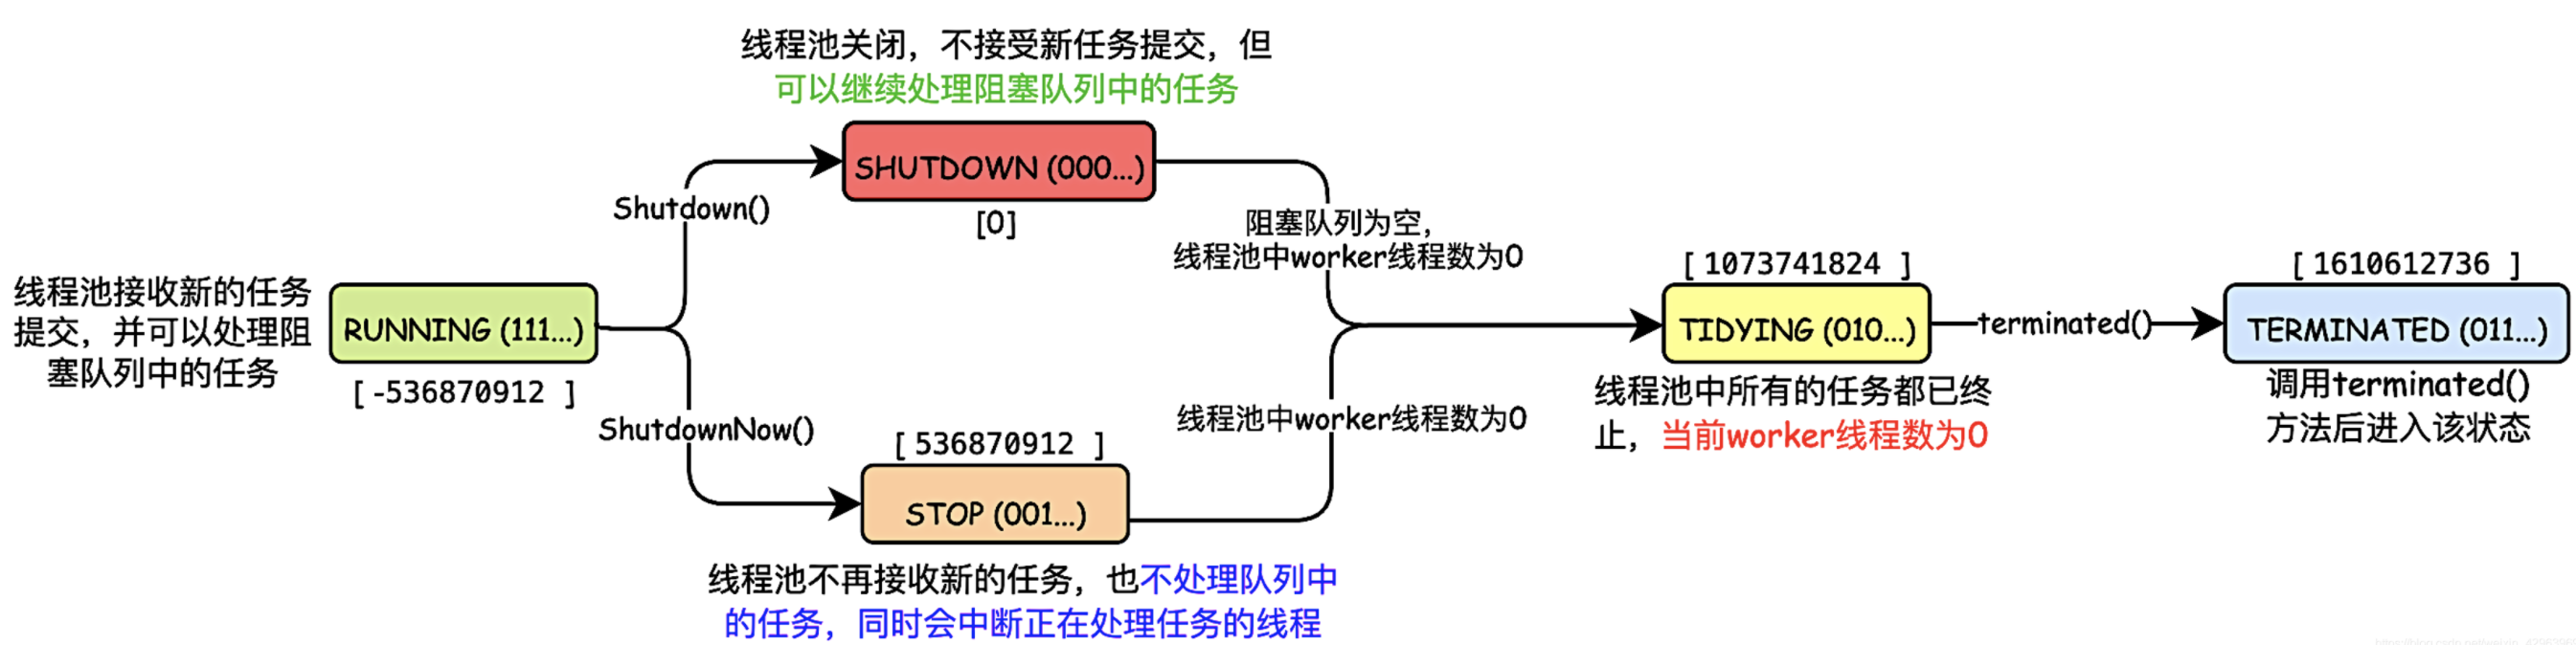 线程池关闭，不接受新任务提交，但
可以继续处理阻塞队列中的任务
SHUTDOWN (000...)
[0]
Shutdown()
阻塞队列为空，
线程池中worker线程数为0
线程池接收新的任务
提交，并可以处理阻
塞队列中的任务
RUNNING (111...)
[ -536870912 ]
ShutdownNow()
[ 536870912 ]
STOP (001...)
线程池不再接收新的任务，也不处理队列中
的任务，同时会中断正在处理任务的线程
线程池中worker线程数为0
[ 1073741824 ]
TIDYING (010...)
线程池中所有的任务都已终
止，当前worker线程数为0
terminated()
[ 1610612736 ]
TERMINATED (011...)
调用terminated()
方法后进入该状态